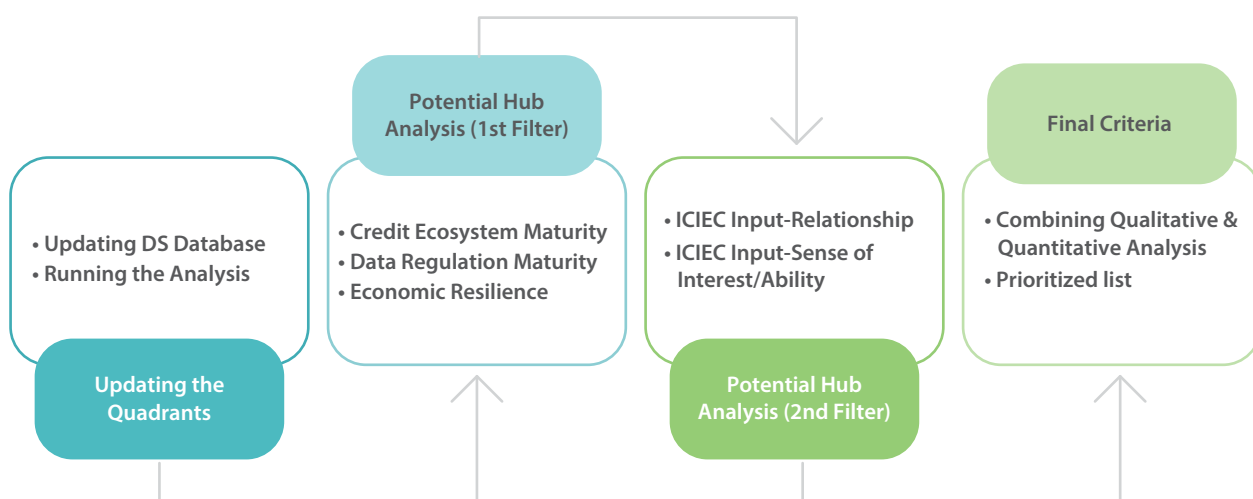 • Updating DS Database
• Running the Analysis
Updating the
Quadrants
Potential Hub
Analysis (1st Filter)
• Credit Ecosystem Maturity
• Data Regulation Maturity
• Economic Resilience
• ICIEC Input-Relationship
• ICIEC Input-Sense of
Interest/Ability
Potential Hub
Analysis (2nd Filter)
Final Criteria
• Combining Qualitative &
Quantitative Analysis
• Prioritized list